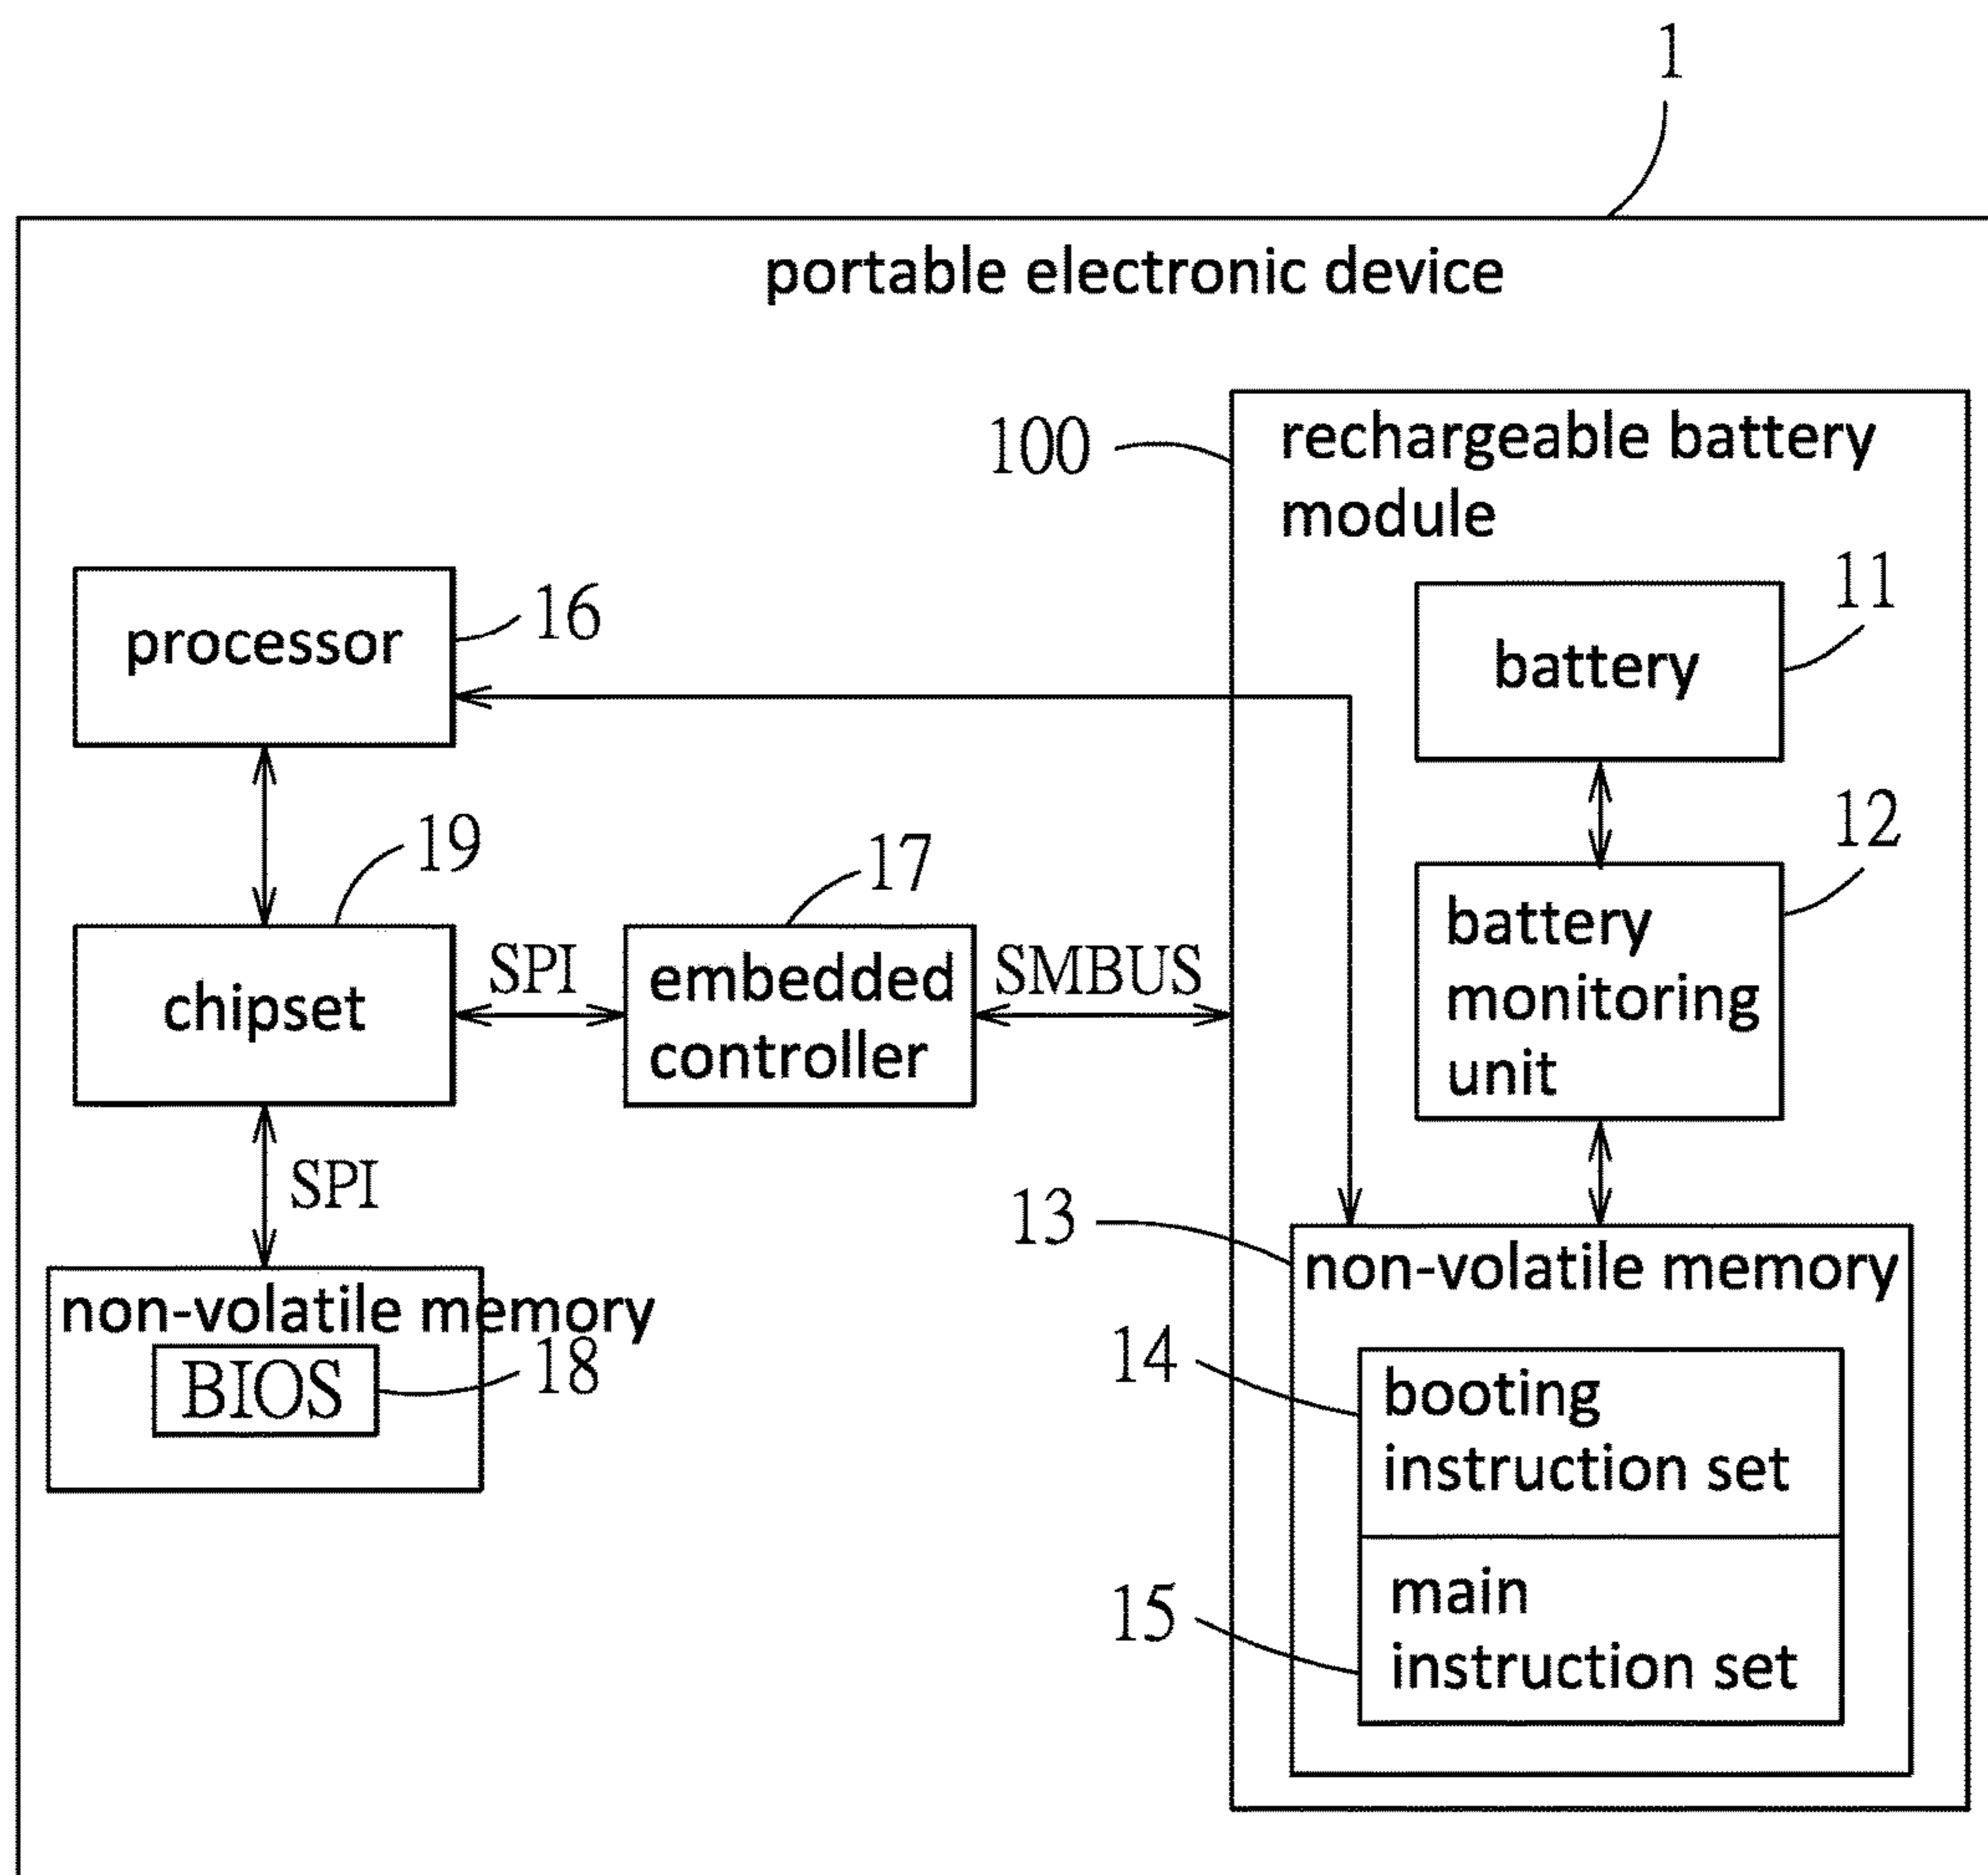 1
portable electronic device
100
rechargeable battery
module
11
battery
16
processor
12
battery
monitoring
unit
19
chipset
SPI
17
embedded
controller
SMBUS
SPI
13
non-volatile memory
non-volatile memory
BIOS
18
14
booting
instruction set
15
main
instruction set